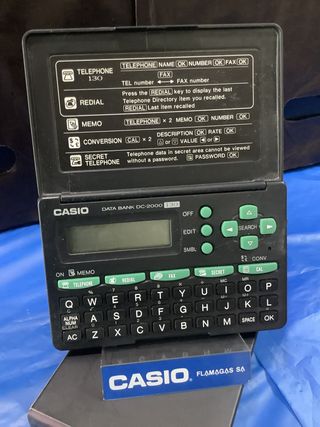 TELEPHONE
130
TELEPHONE NAME OK NUMBER OK FAX OK
FAX
TEL number FAX number
REDIAL
Press the REDIAL key to display the last
Telephone Directory item you recalled.
MEMO
TELEPHONE × 2 MEMO OK NUMBER OK
CONVERSION CAL × 2
DESCRIPTION OK RATE OK
or VALUE or
SECRET
TELEPHONE
Telephone data in secret area cannot be viewed
without a password. PASSWORD OK
CASIO
DATA BANK DC-2000
OFF
EDIT
SEARCH
SMBL
ON MEMO
CONV
TELEPHONE REDIAL FAX SECRET CAL
Q W E R T Y U I O P
ALPHA
NUM
CLEAR
A S D F G H J K L
AC Z X C V B N M SPACE OK
CASIO FLAMAGAS SA